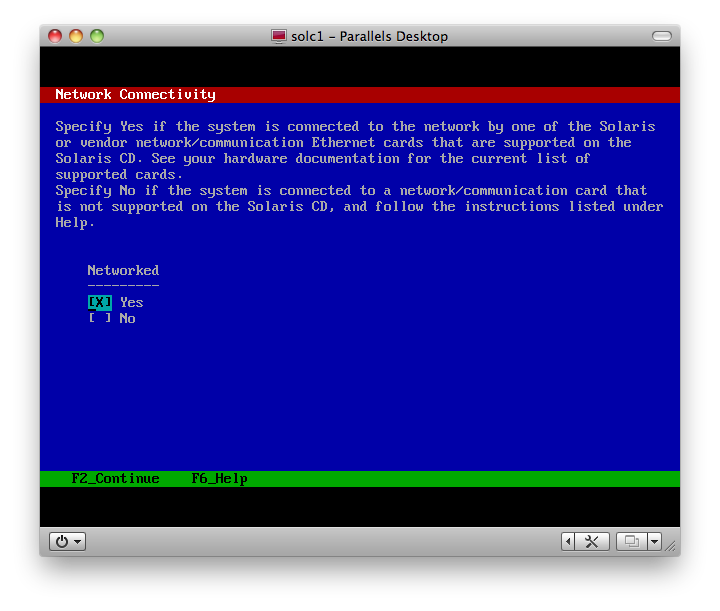 solc1 – Parallels Desktop
Network Connectivity
Specify Yes if the system is connected to the network by one of the Solaris
or vendor network/communication Ethernet cards that are supported on the
Solaris CD. See your hardware documentation for the current list of
supported cards.
Specify No if the system is connected to a network/communication card that
is not supported on the Solaris CD, and follow the instructions listed under
Help.
Networked
---------
[X] Yes
[ ] No
F2_Continue F6_Help